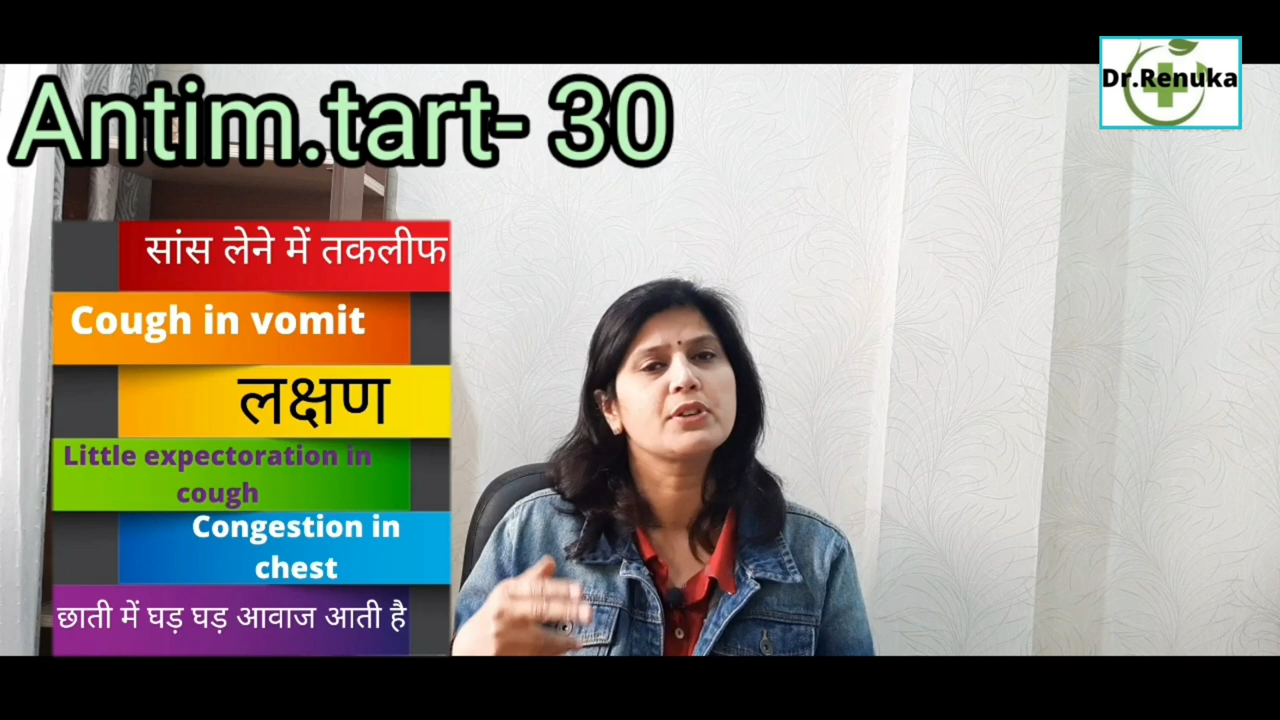 Dr.Renuka
Antim.tart- 30
सांस लेने में तकलीफ
Cough in vomit
लक्षण
Little expectoration in
cough
Congestion in
chest
छाती में घड़ घड़ आवाज आती है